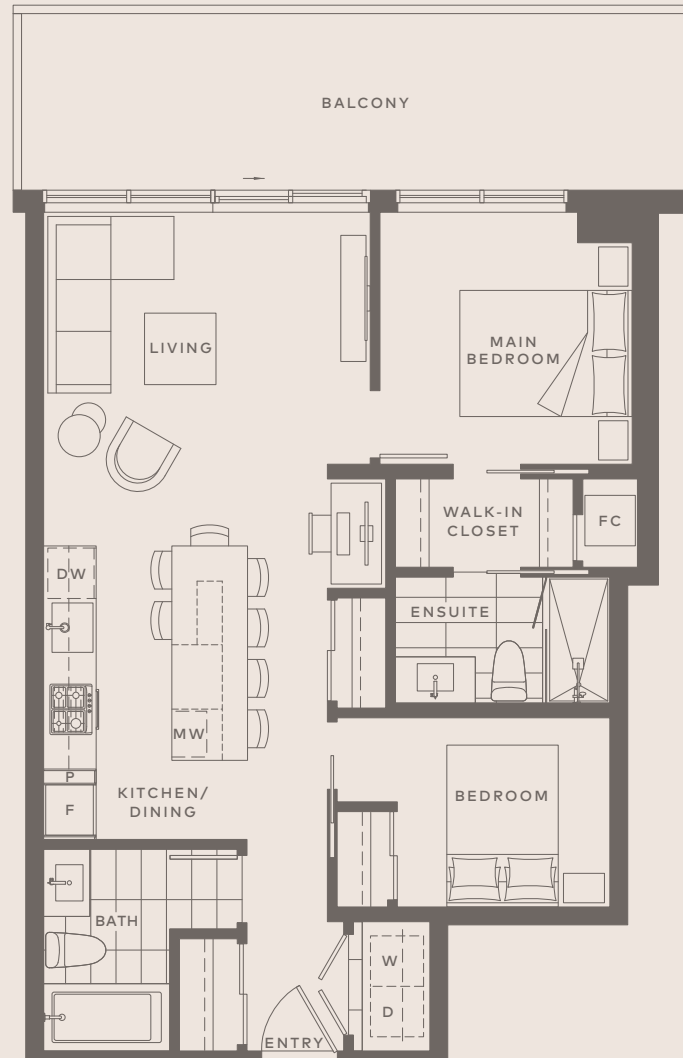 BALCONY
LIVING
MAIN
BEDROOM
WALK-IN
CLOSET
FC
DW
ENSUITE
MW
P
F
KITCHEN/
DINING
BEDROOM
BATH
W
D
ENTRY